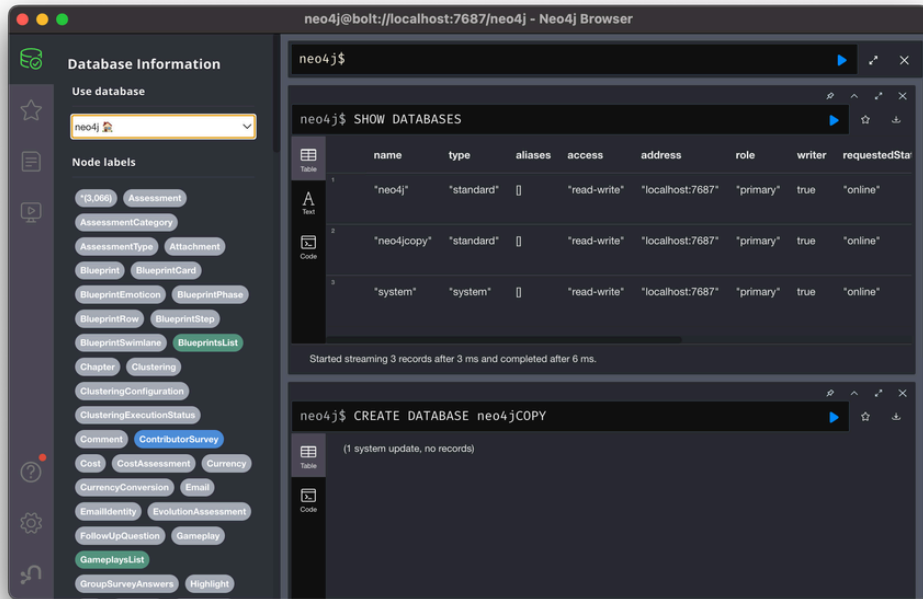 neo4j@bolt://localhost:7687/neo4j - Neo4j Browser
Database Information
Use database
neo4j
Node labels
*(3,066) Assessment
AssessmentCategory
AssessmentType Attachment
Blueprint BlueprintCard
BlueprintEmoticon BlueprintPhase
BlueprintRow BlueprintStep
BlueprintSwimlane BlueprintsList
Chapter Clustering
ClusteringConfiguration
ClusteringExecutionStatus
Comment ContributorSurvey
Cost CostAssessment Currency
CurrencyConversion Email
EmailIdentity EvolutionAssessment
FollowUpQuestion Gameplay
GameplaysList
GroupSurveyAnswers Highlight
neo4j$
neo4j$ SHOW DATABASES
Table
A
Text
Code
name type aliases access address role writer requestedStat
1 "neo4j" "standard" [] "read-write" "localhost:7687" "primary" true "online"
2 "neo4jcopy" "standard" [] "read-write" "localhost:7687" "primary" true "online"
3 "system" "system" [] "read-write" "localhost:7687" "primary" true "online"
Started streaming 3 records after 3 ms and completed after 6 ms.
neo4j$ CREATE DATABASE neo4jCOPY
Table
Code
(1 system update, no records)